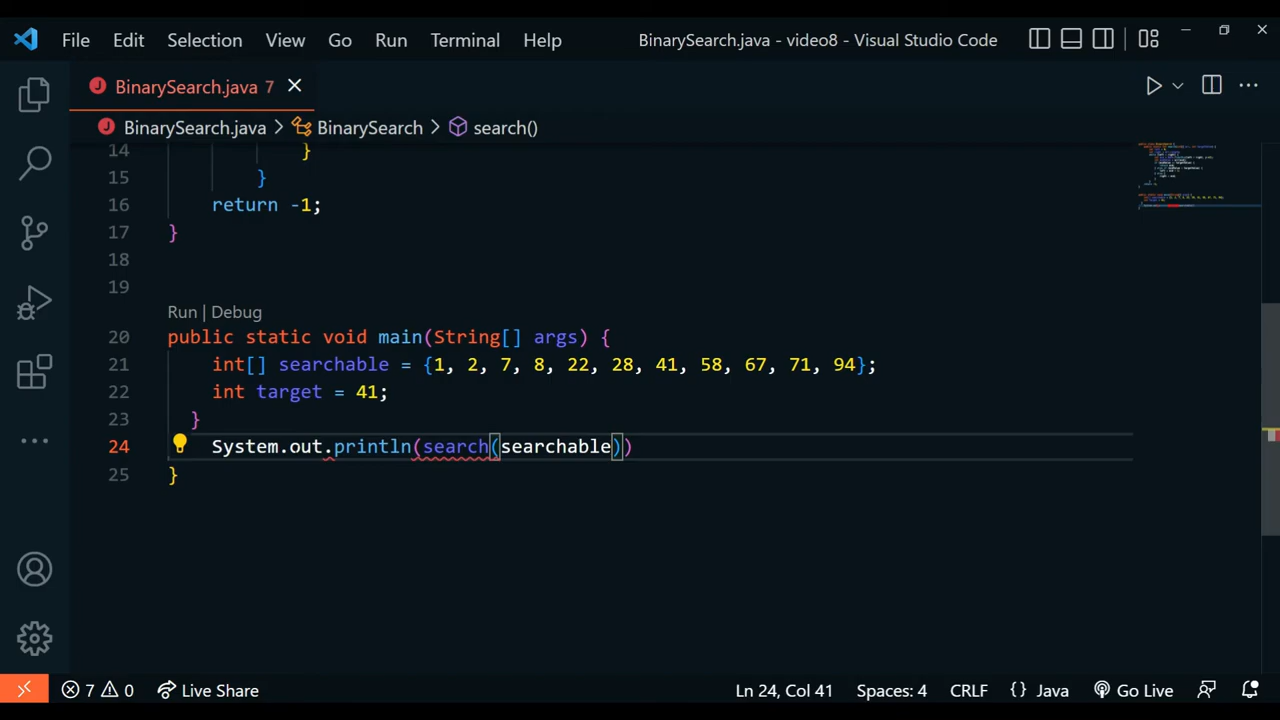 File Edit Selection View Go Run Terminal Help BinarySearch.java - video8 - Visual Studio Code
BinarySearch.java 7
BinarySearch.java > BinarySearch > search()
14 }
15 }
16 return -1;
17 }
18
19
Run | Debug
20 public static void main(String[] args) {
21 int[] searchable = {1, 2, 7, 8, 22, 28, 41, 58, 67, 71, 94};
22 int target = 41;
23 }
24 System.out.println(search(searchable))
25 }
7 0 Live Share Ln 24, Col 41 Spaces: 4 CRLF {} Java Go Live